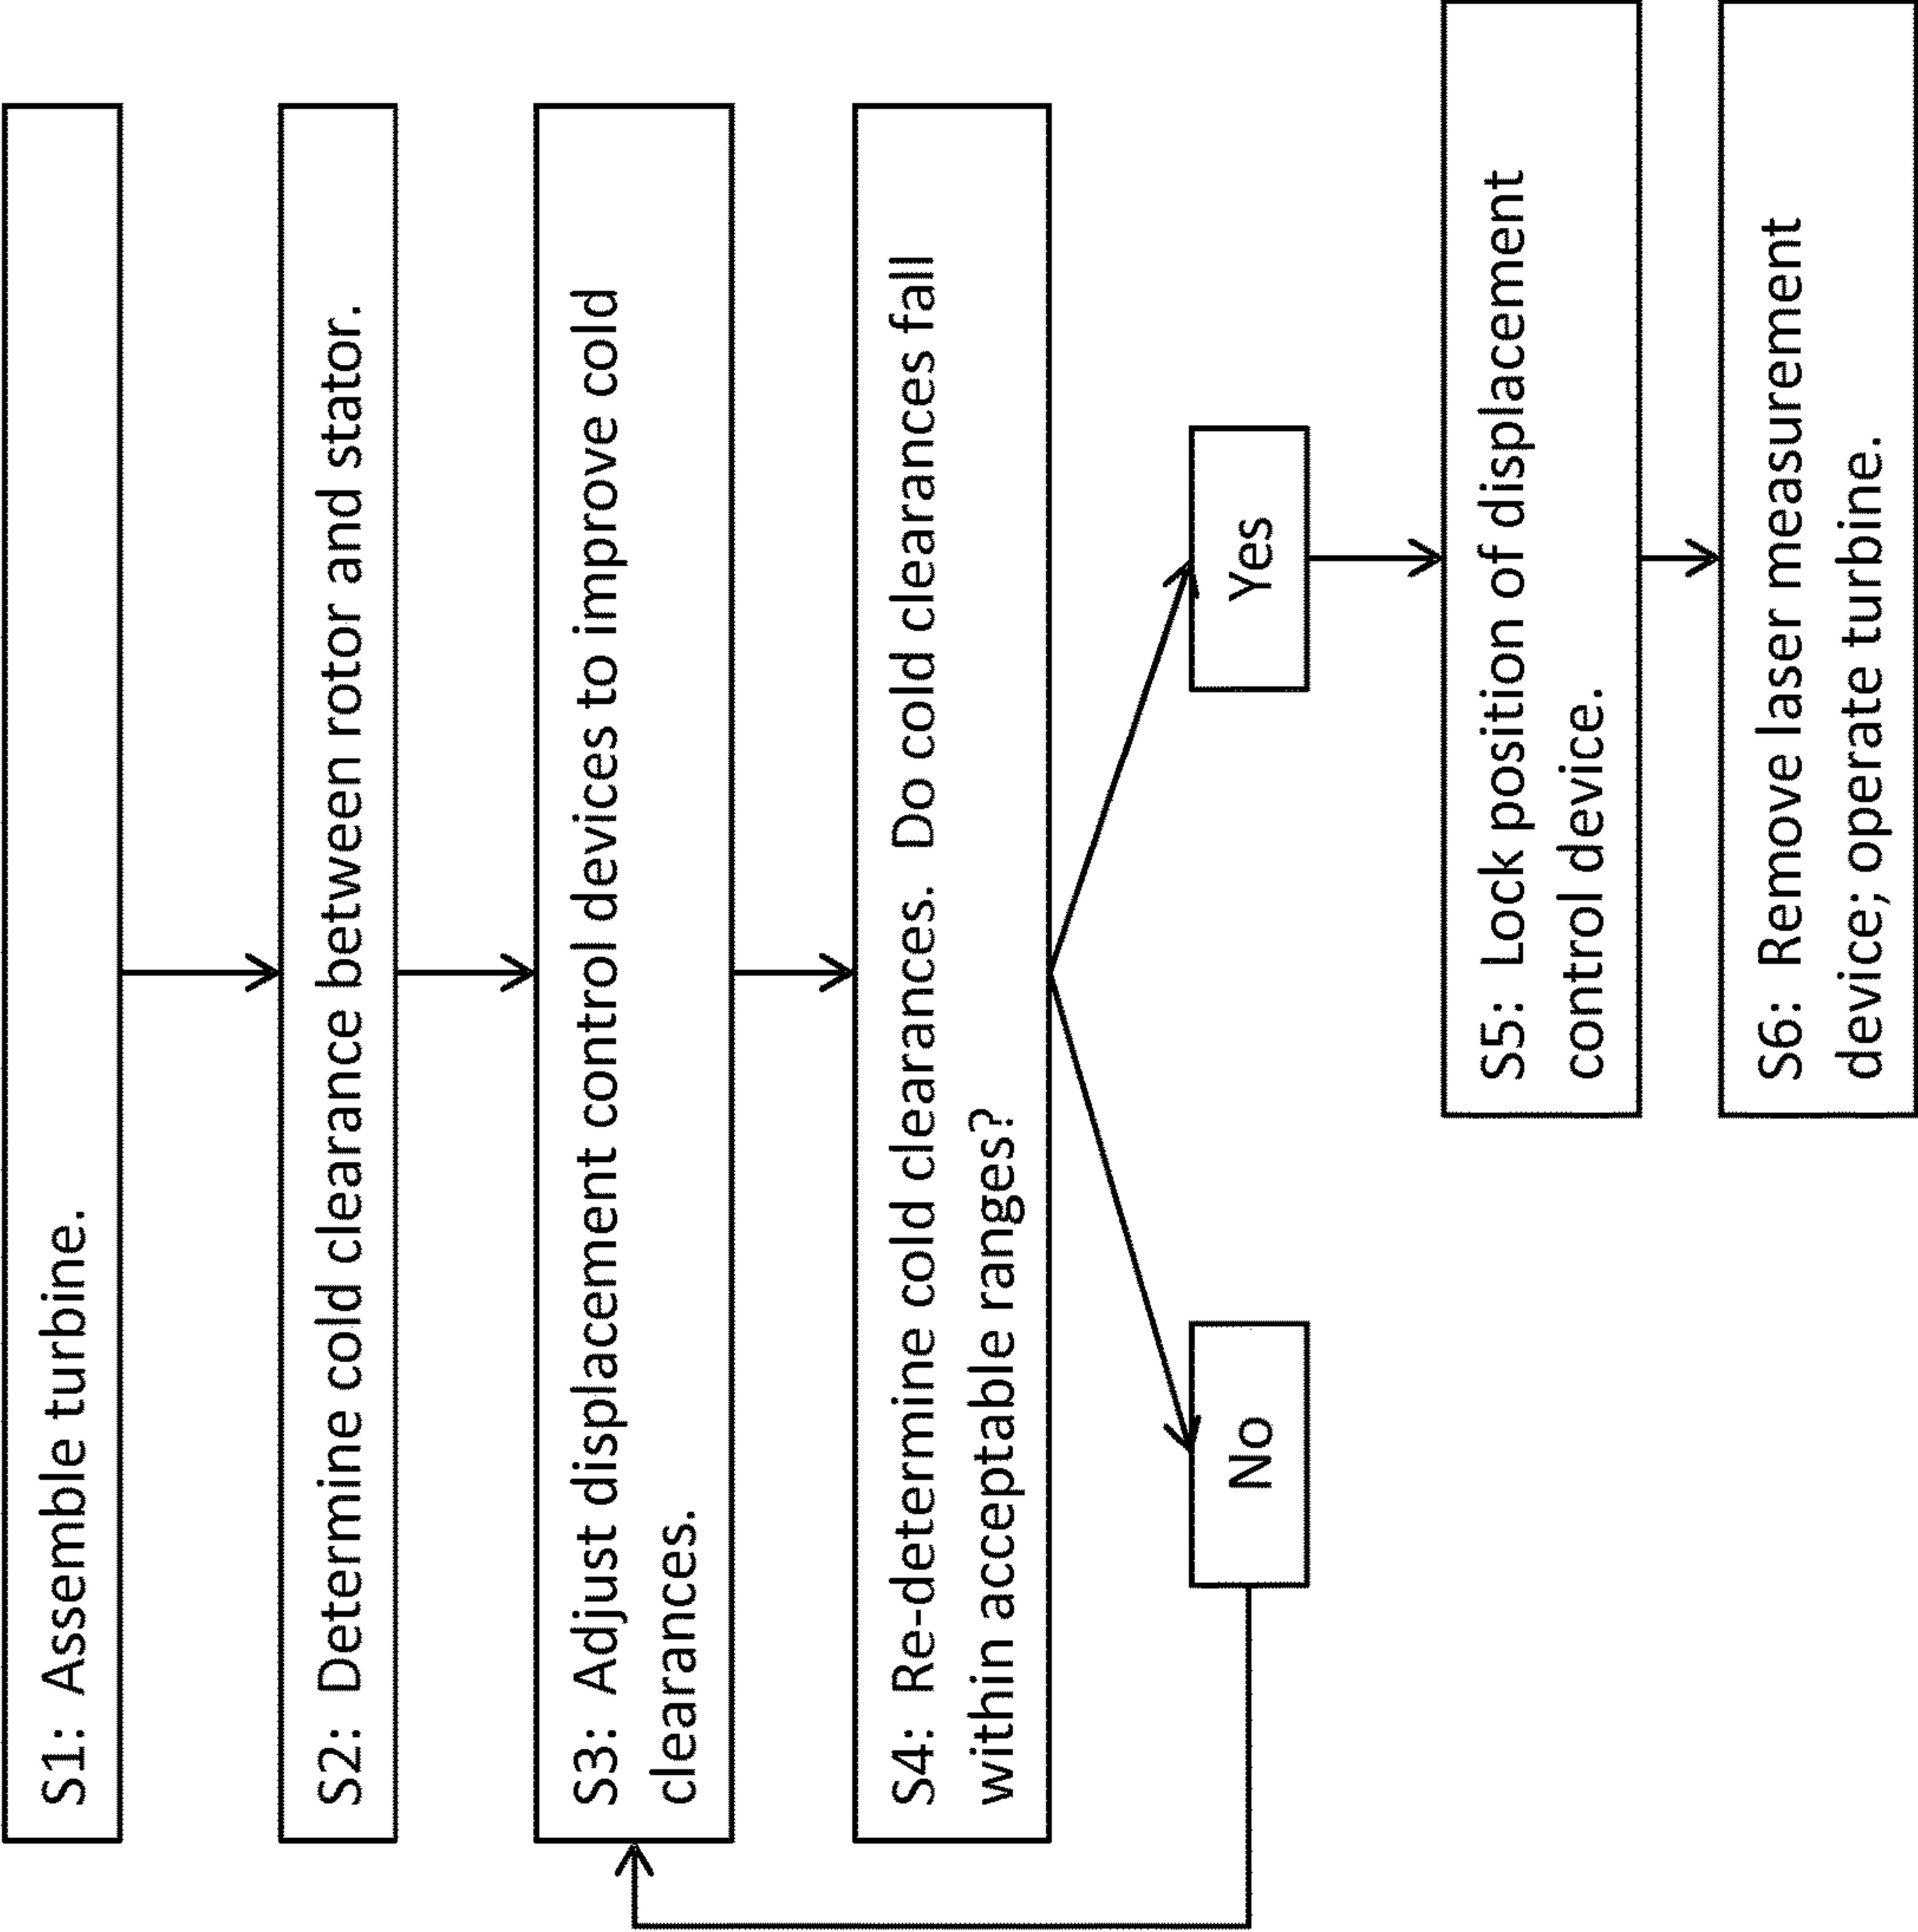 S1: Assemble turbine.
S2: Determine cold clearance between rotor and stator.
S3: Adjust displacement control devices to improve cold
clearances.
S4: Re-determine cold clearances. Do cold clearances fall
within acceptable ranges?
No
Yes
S5: Lock position of displacement
control device.
S6: Remove laser measurement
device; operate turbine.